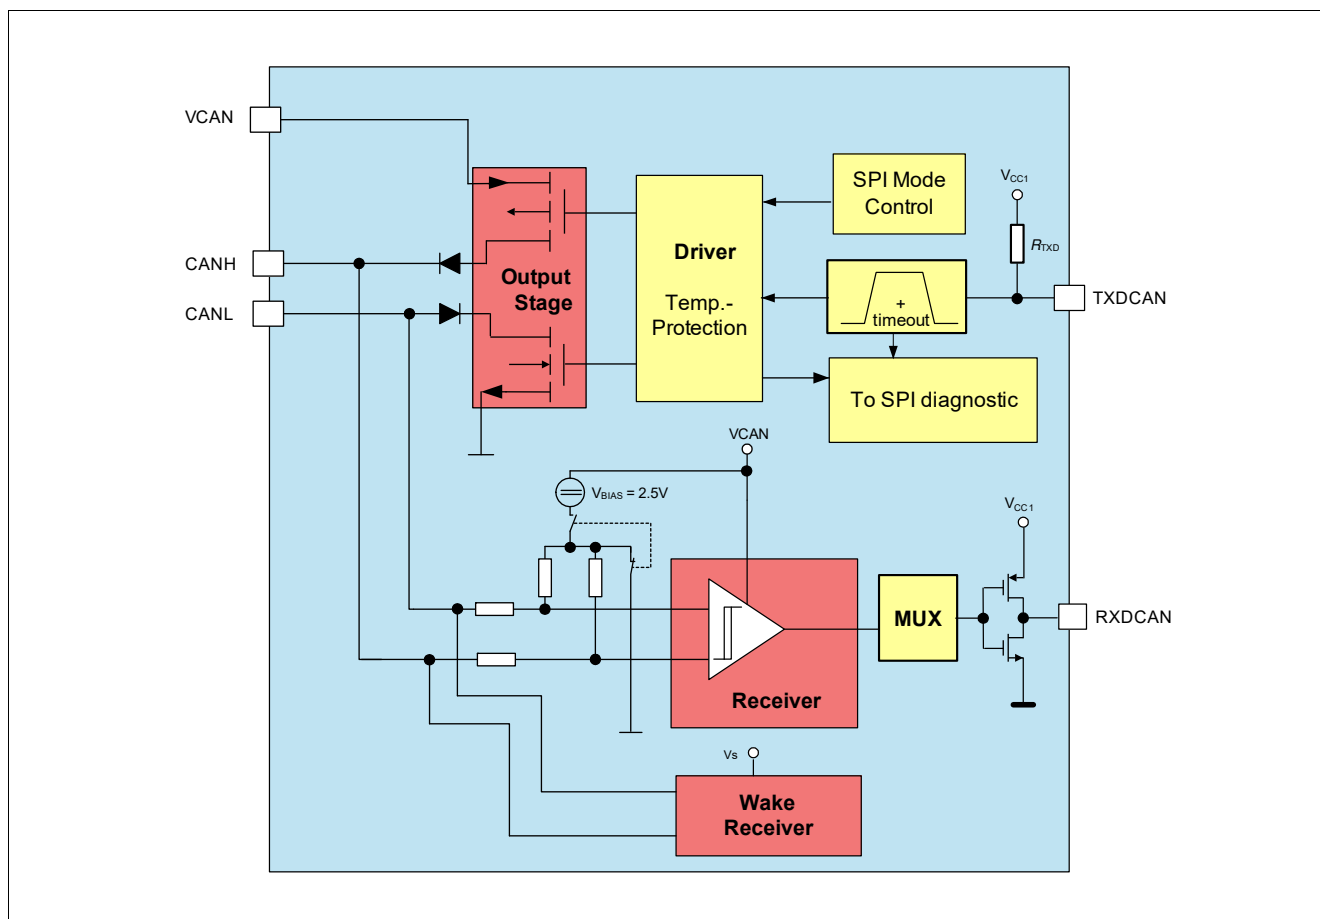 VCAN
SPI Mode
Control
VCC1
RTXD
CANH
Driver
Output
Stage
CANL
Temp.-
Protection
+
timeout
TXDCAN
To SPI diagnostic
VCAN
VBIAS = 2.5V
VCC1
MUX
RXDCAN
Receiver
Vs
Wake
Receiver